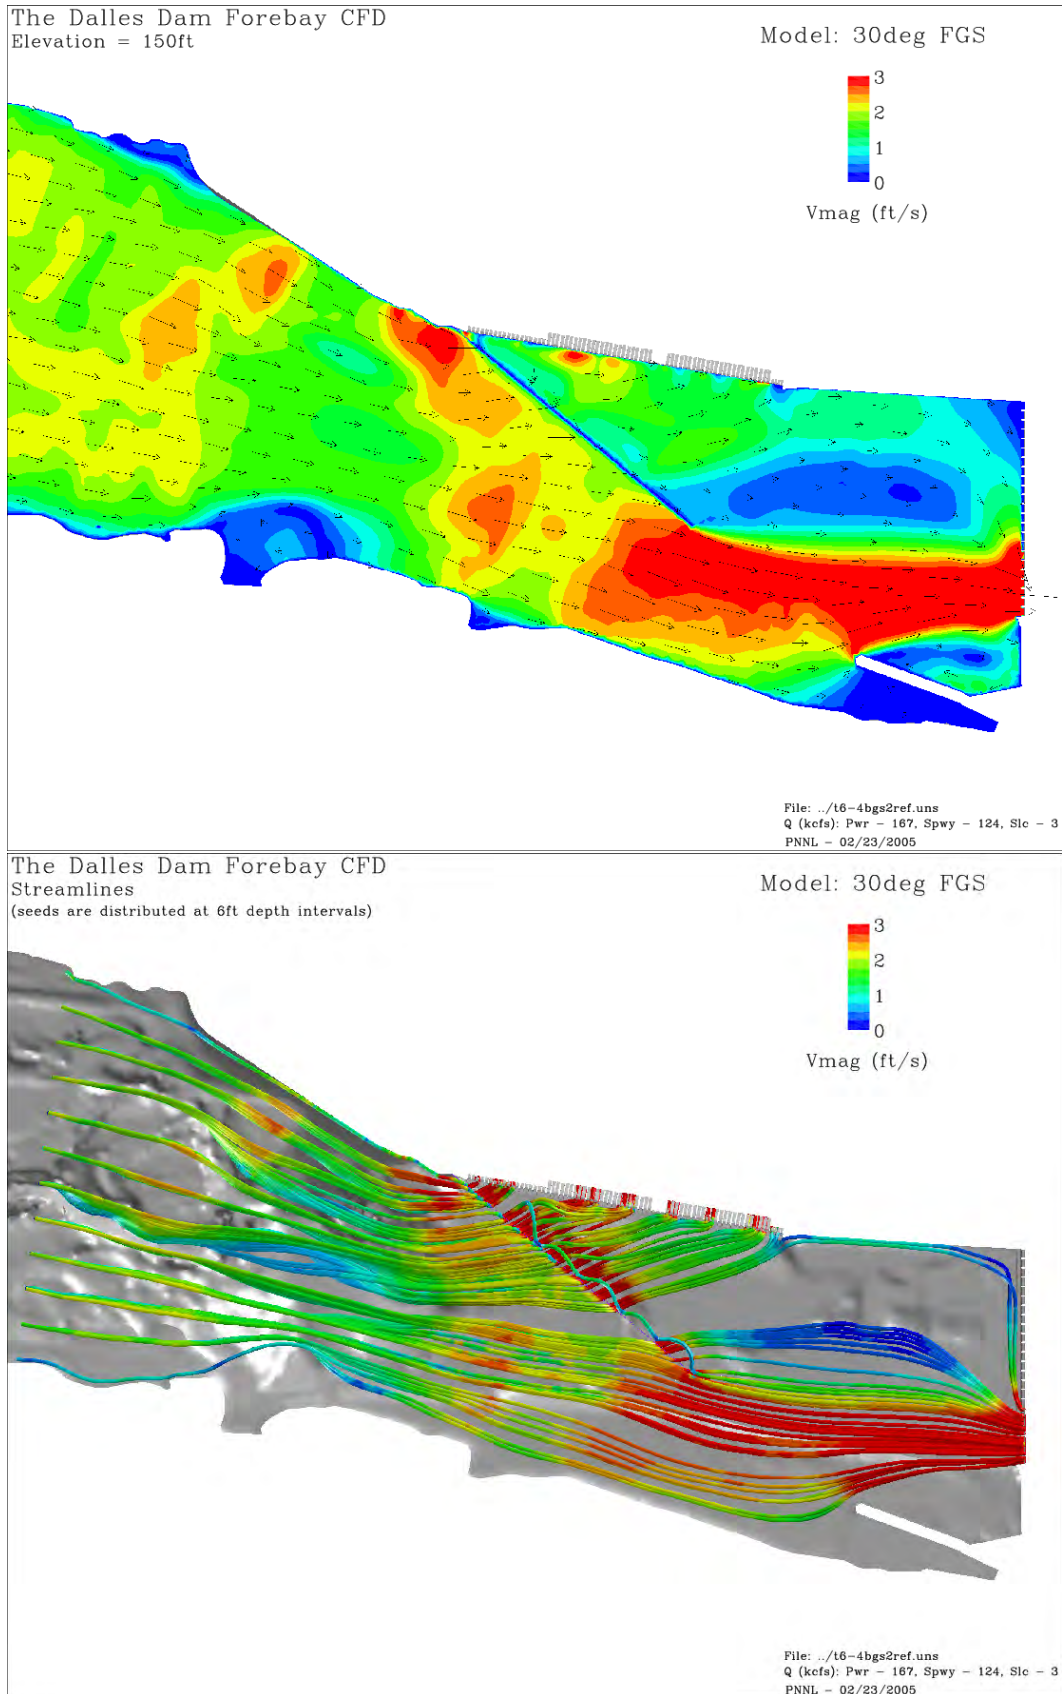 The Dalles Dam Forebay CFD
Elevation = 150ft
Model: 30deg FGS
3
2
1
0
Vmag (ft/s)
File: ../t6-4bgs2ref.uns
Q (kcfs): Pwr - 167, Spwy - 124, Slc - 3
PNNL - 02/23/2005
The Dalles Dam Forebay CFD
Streamlines
(seeds are distributed at 6ft depth intervals)
Model: 30deg FGS
3
2
1
0
Vmag (ft/s)
File: ../t6-4bgs2ref.uns
Q (kcfs): Pwr - 167, Spwy - 124, Slc - 3
PNNL - 02/23/2005